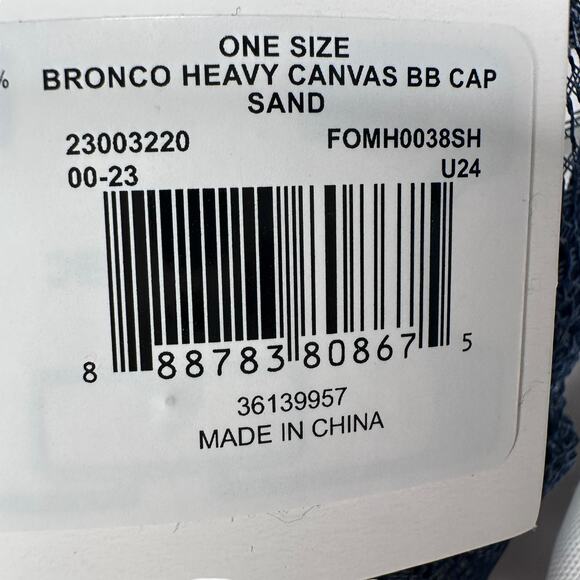 ONE SIZE
% BRONCO HEAVY CANVAS BB CAP
SAND
23003220 FOMH0038SH
00-23 U24
8 88783 80867 5
36139957
MADE IN CHINA